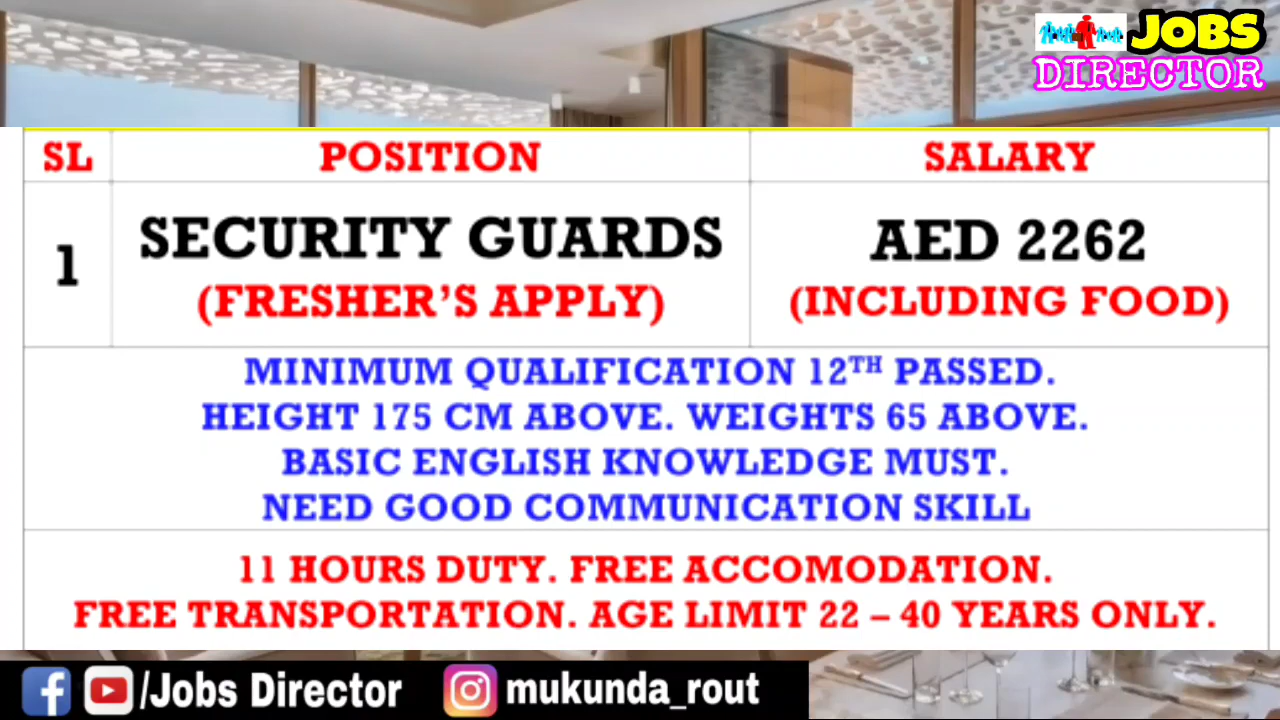 JOBS
DIRECTOR
SL POSITION SALARY
1 SECURITY GUARDS AED 2262
(FRESHER'S APPLY) (INCLUDING FOOD)
MINIMUM QUALIFICATION 12TH PASSED.
HEIGHT 175 CM ABOVE. WEIGHTS 65 ABOVE.
BASIC ENGLISH KNOWLEDGE MUST.
NEED GOOD COMMUNICATION SKILL
11 HOURS DUTY. FREE ACCOMODATION.
FREE TRANSPORTATION. AGE LIMIT 22 – 40 YEARS ONLY.
/Jobs Director mukunda_rout